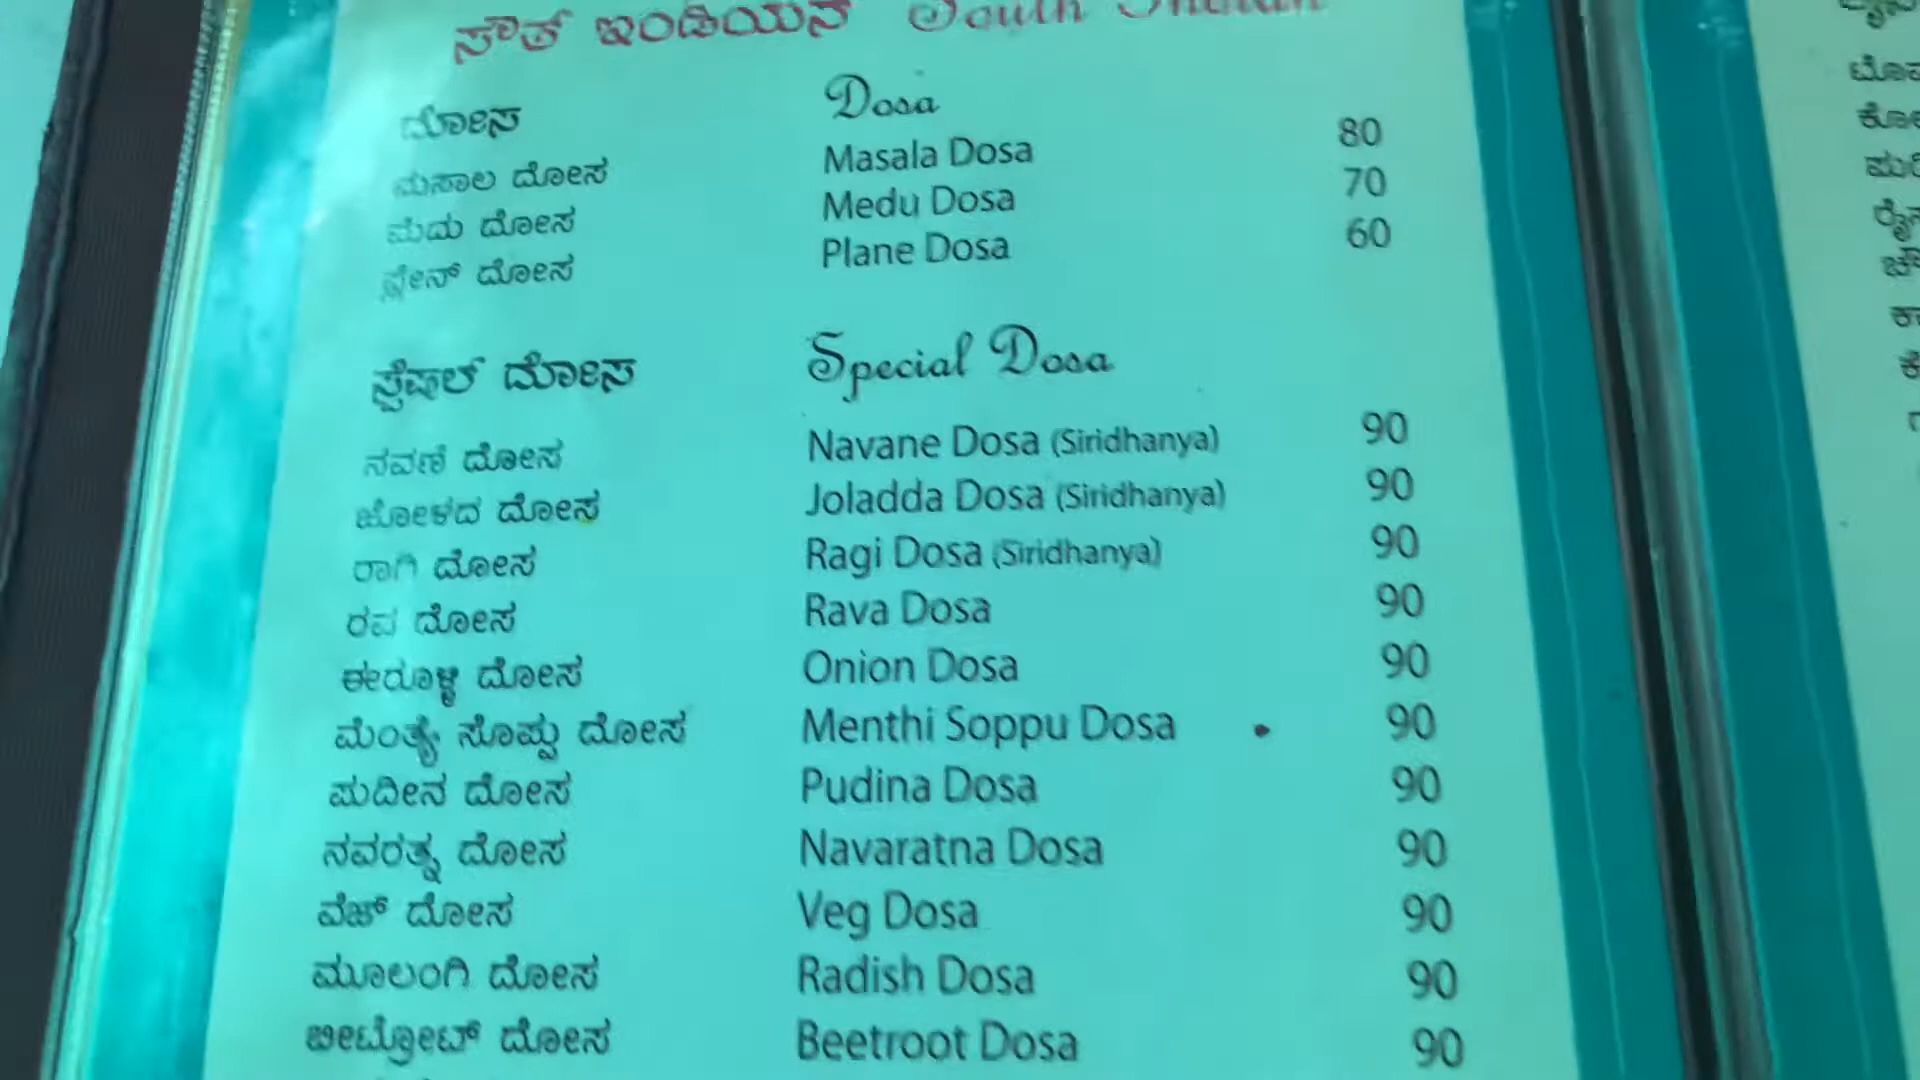 ಸೌತ್ ಇಂಡಿಯನ್ South Indian
ದೋಸ Dosa
ಮಸಾಲ ದೋಸ Masala Dosa 80
ಮೆದು ದೋಸ Medu Dosa 70
ಪ್ಲೇನ್ ದೋಸ Plane Dosa 60
ಸ್ಪೆಷಲ್ ದೋಸ Special Dosa
ನವಣೆ ದೋಸ Navane Dosa (Siridhanya) 90
ಜೋಳದ ದೋಸ Joladda Dosa (Siridhanya) 90
ರಾಗಿ ದೋಸ Ragi Dosa (Siridhanya) 90
ರವ ದೋಸ Rava Dosa 90
ಈರುಳ್ಳಿ ದೋಸ Onion Dosa 90
ಮೆಂತ್ಯೆ ಸೊಪ್ಪು ದೋಸ Menthi Soppu Dosa 90
ಪುದೀನ ದೋಸ Pudina Dosa 90
ನವರತ್ನ ದೋಸ Navaratna Dosa 90
ವೆಜ್ ದೋಸ Veg Dosa 90
ಮೂಲಂಗಿ ದೋಸ Radish Dosa 90
ಬೀಟ್ರೋಟ್ ದೋಸ Beetroot Dosa 90